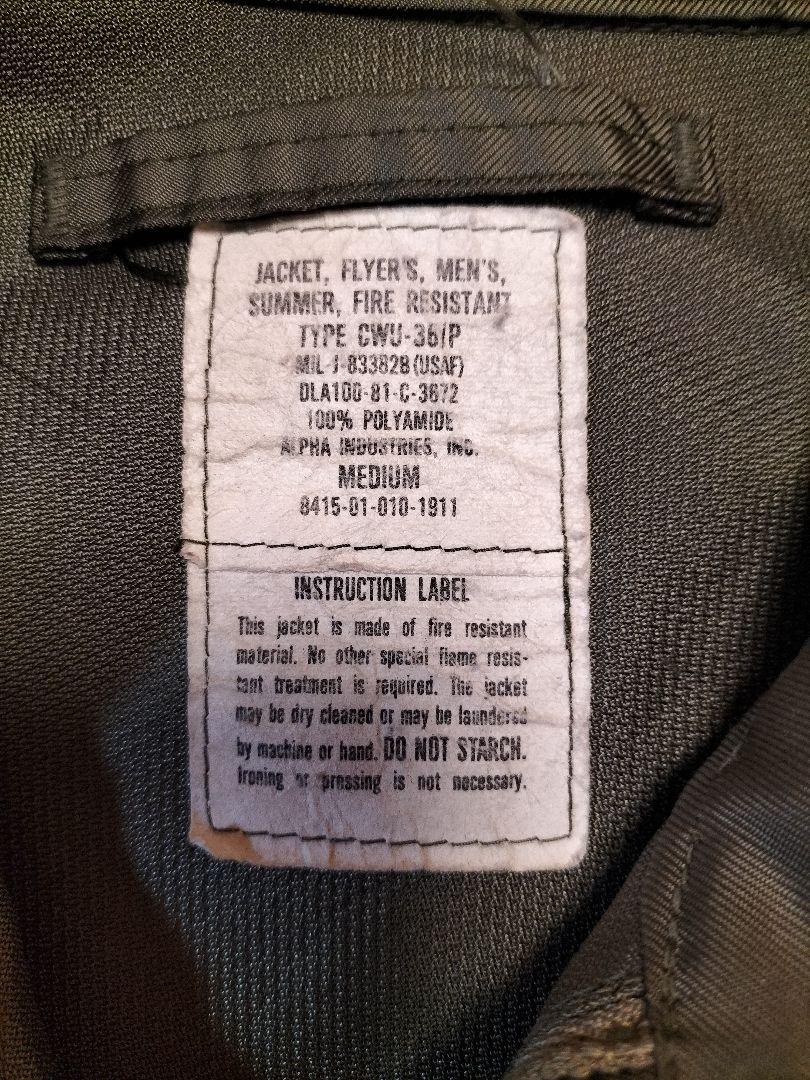 JACKET, FLYER'S, MEN'S,
SUMMER, FIRE RESISTANT
TYPE CWU-36/P
MIL-J-83382B (USAF)
DLA100-81-C-3672
100% POLYAMIDE
ALPHA INDUSTRIES, INC.
MEDIUM
8415-01-010-1911
INSTRUCTION LABEL
This jacket is made of fire resistant
material. No other special flame resis-
tant treatment is required. The jacket
may be dry cleaned or may be laundered
by machine or hand. DO NOT STARCH.
Ironing or pressing is not necessary.